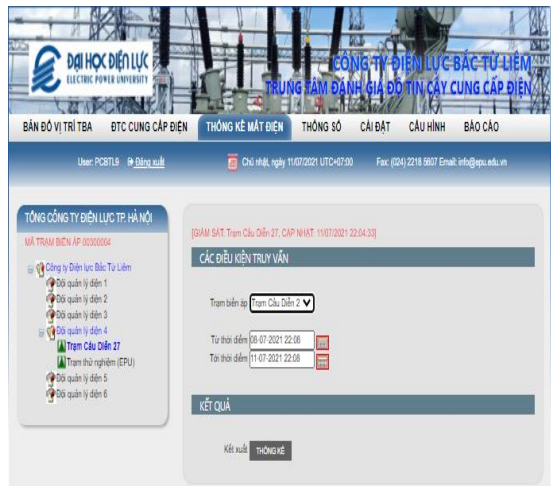 ĐẠI HỌC ĐIỆN LỰC
ELECTRIC POWER UNIVERSITY
CÔNG TY ĐIỆN LỰC BẮC TỪ LIÊM
TRUNG TÂM ĐÁNH GIÁ ĐỘ TIN CẬY CUNG CẤP ĐIỆN
BẢN ĐỒ VỊ TRÍ TBA ĐTC CUNG CẤP ĐIỆN THỐNG KÊ MẤT ĐIỆN THÔNG SỐ CÀI ĐẶT CẤU HÌNH BÁO CÁO
User: PCBTL9 Đăng xuất Chủ nhật, ngày 11/07/2021 UTC+07:00 Fax: (024) 2218 5607 Email: info@epu.edu.vn
TỔNG CÔNG TY ĐIỆN LỰC TP. HÀ NỘI
MÃ TRẠM BIẾN ÁP 00000004
Công ty Điện lực Bắc Từ Liêm
Đội quản lý điện 1
Đội quản lý điện 2
Đội quản lý điện 3
Đội quản lý điện 4
Trạm Cầu Diễn 27
Trạm thử nghiệm (EPU)
Đội quản lý điện 5
Đội quản lý điện 6
[GIÁM SÁT: Trạm Cầu Diễn 27, CẬP NHẬT: 11/07/2021 22:04:33]
CÁC ĐIỀU KIỆN TRUY VẤN
Trạm biến áp Trạm Cầu Diễn 2
Từ thời điểm 08-07-2021 22:08
Tới thời điểm 11-07-2021 22:08
KẾT QUẢ
Kết xuất THỐNG KÊ